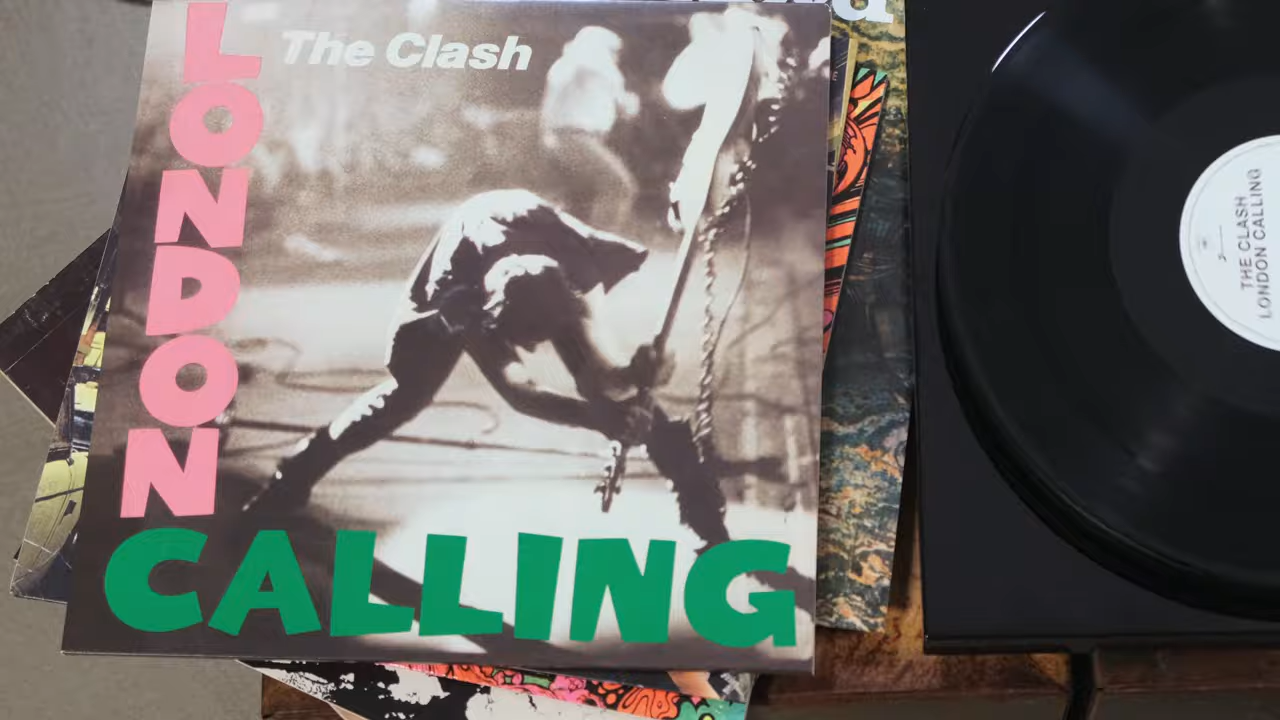 The Clash
LONDON
CALLING
THE CLASH
LONDON CALLING